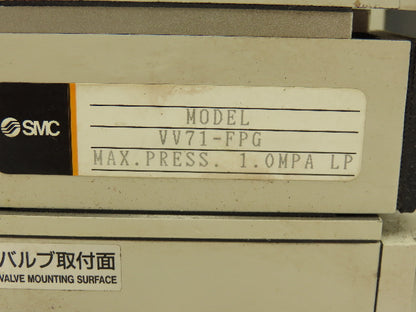 SMC
MODEL
VV71-FPG
MAX.PRESS. 1.0MPA LP
バルブ取付面
VALVE MOUNTING SURFACE